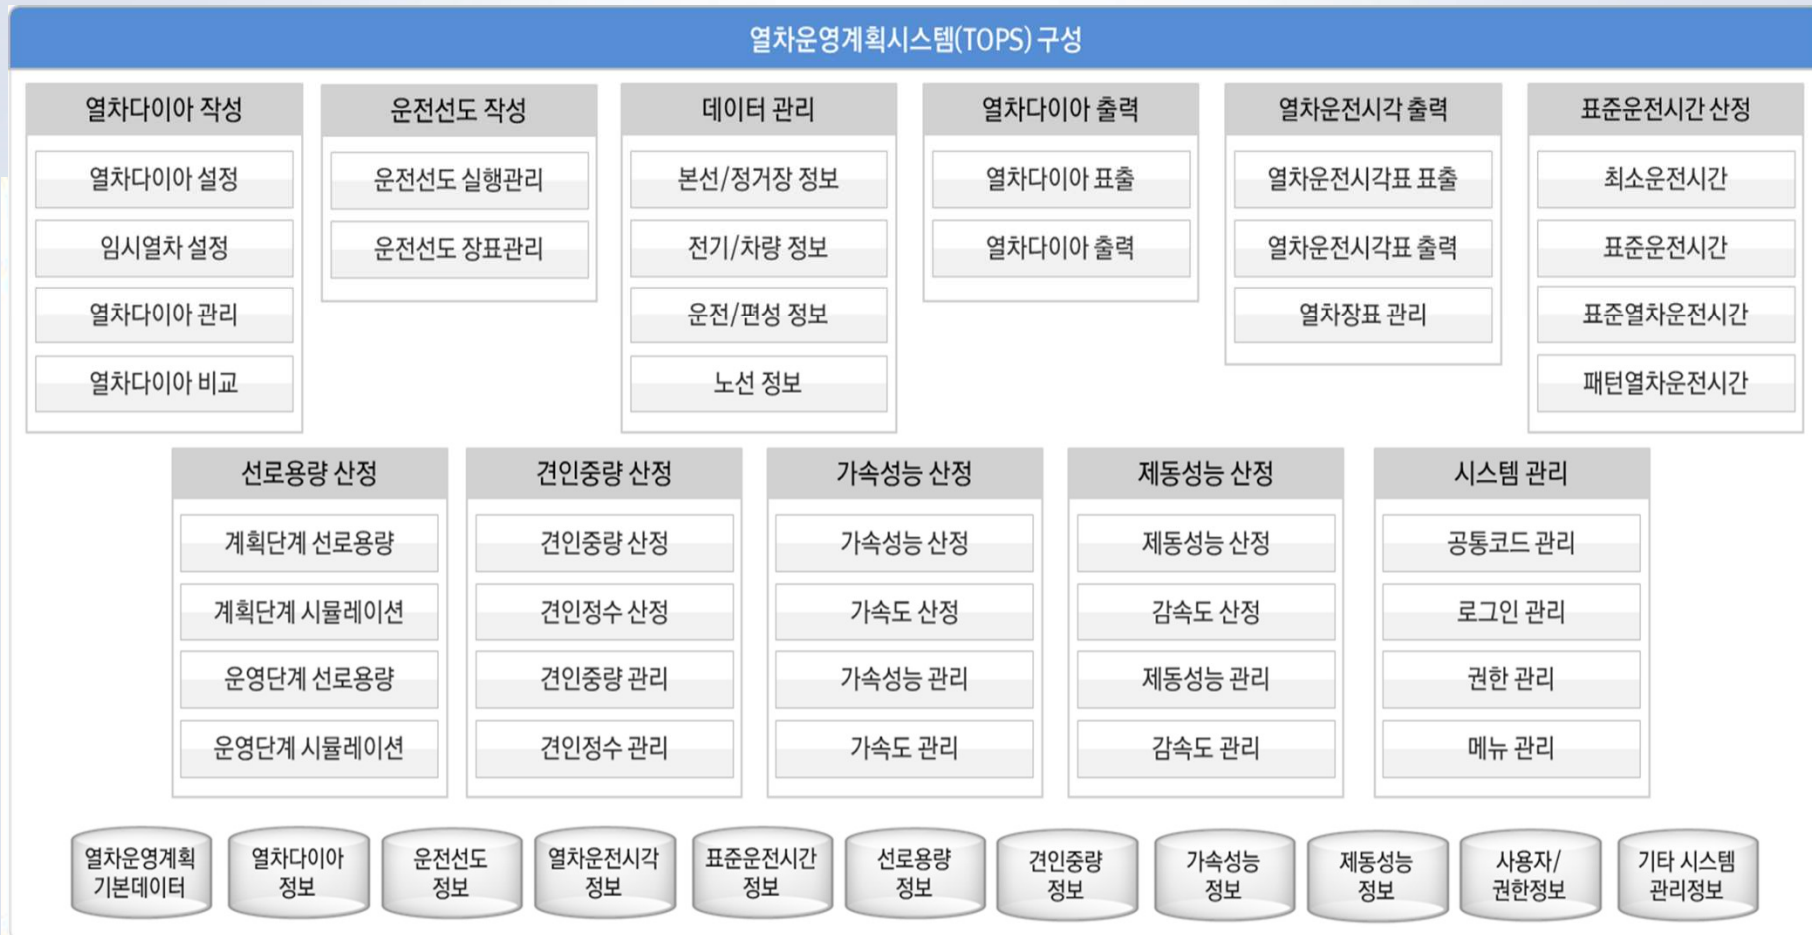 열차운영계획시스템(TOPS) 구성
열차다이아 작성
열차다이아 설정
임시열차 설정
열차다이아 관리
열차다이아 비교
운전선도 작성
운전선도 실행관리
운전선도 장표관리
데이터 관리
본선/정거장 정보
전기/차량 정보
운전/편성 정보
노선 정보
열차다이아 출력
열차다이아 표출
열차다이아 출력
열차운전시각 출력
열차운전시각표 표출
열차운전시각표 출력
열차장표 관리
표준운전시간 산정
최소운전시간
표준운전시간
표준열차운전시간
패턴열차운전시간
선로용량 산정
계획단계 선로용량
계획단계 시뮬레이션
운영단계 선로용량
운영단계 시뮬레이션
견인중량 산정
견인중량 산정
견인정수 산정
견인중량 관리
견인정수 관리
가속성능 산정
가속성능 산정
가속도 산정
가속성능 관리
가속도 관리
제동성능 산정
제동성능 산정
감속도 산정
제동성능 관리
감속도 관리
시스템 관리
공통코드 관리
로그인 관리
권한 관리
메뉴 관리
열차운영계획
기본데이터
열차다이아
정보
운전선도
정보
열차운전시각
정보
표준운전시간
정보
선로용량
정보
견인중량
정보
가속성능
정보
제동성능
정보
사용자/
권한정보
기타 시스템
관리정보